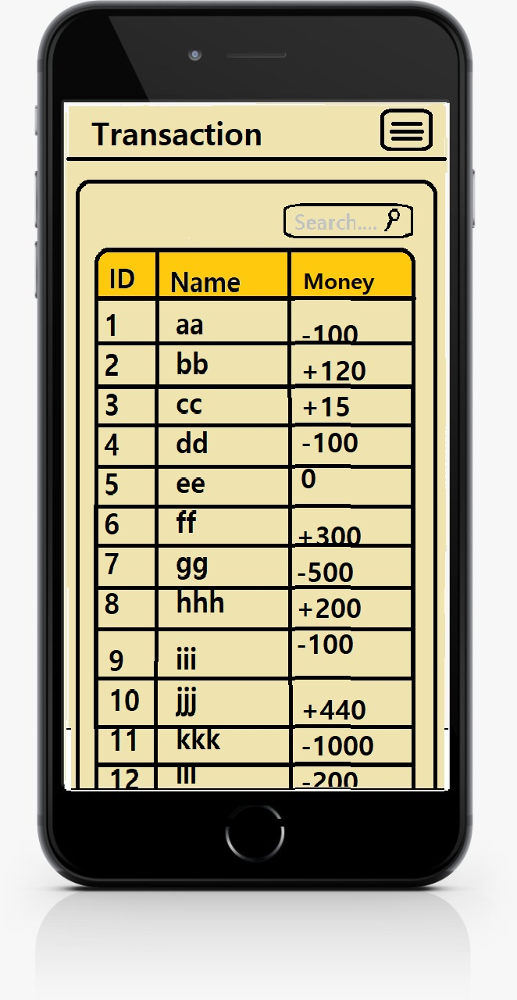 Transaction
Search....
ID Name Money
1 aa -100
2 bb +120
3 cc +15
4 dd -100
5 ee 0
6 ff +300
7 gg -500
8 hhh +200
9 iii -100
10 jjj +440
11 kkk -1000
12 lll -200